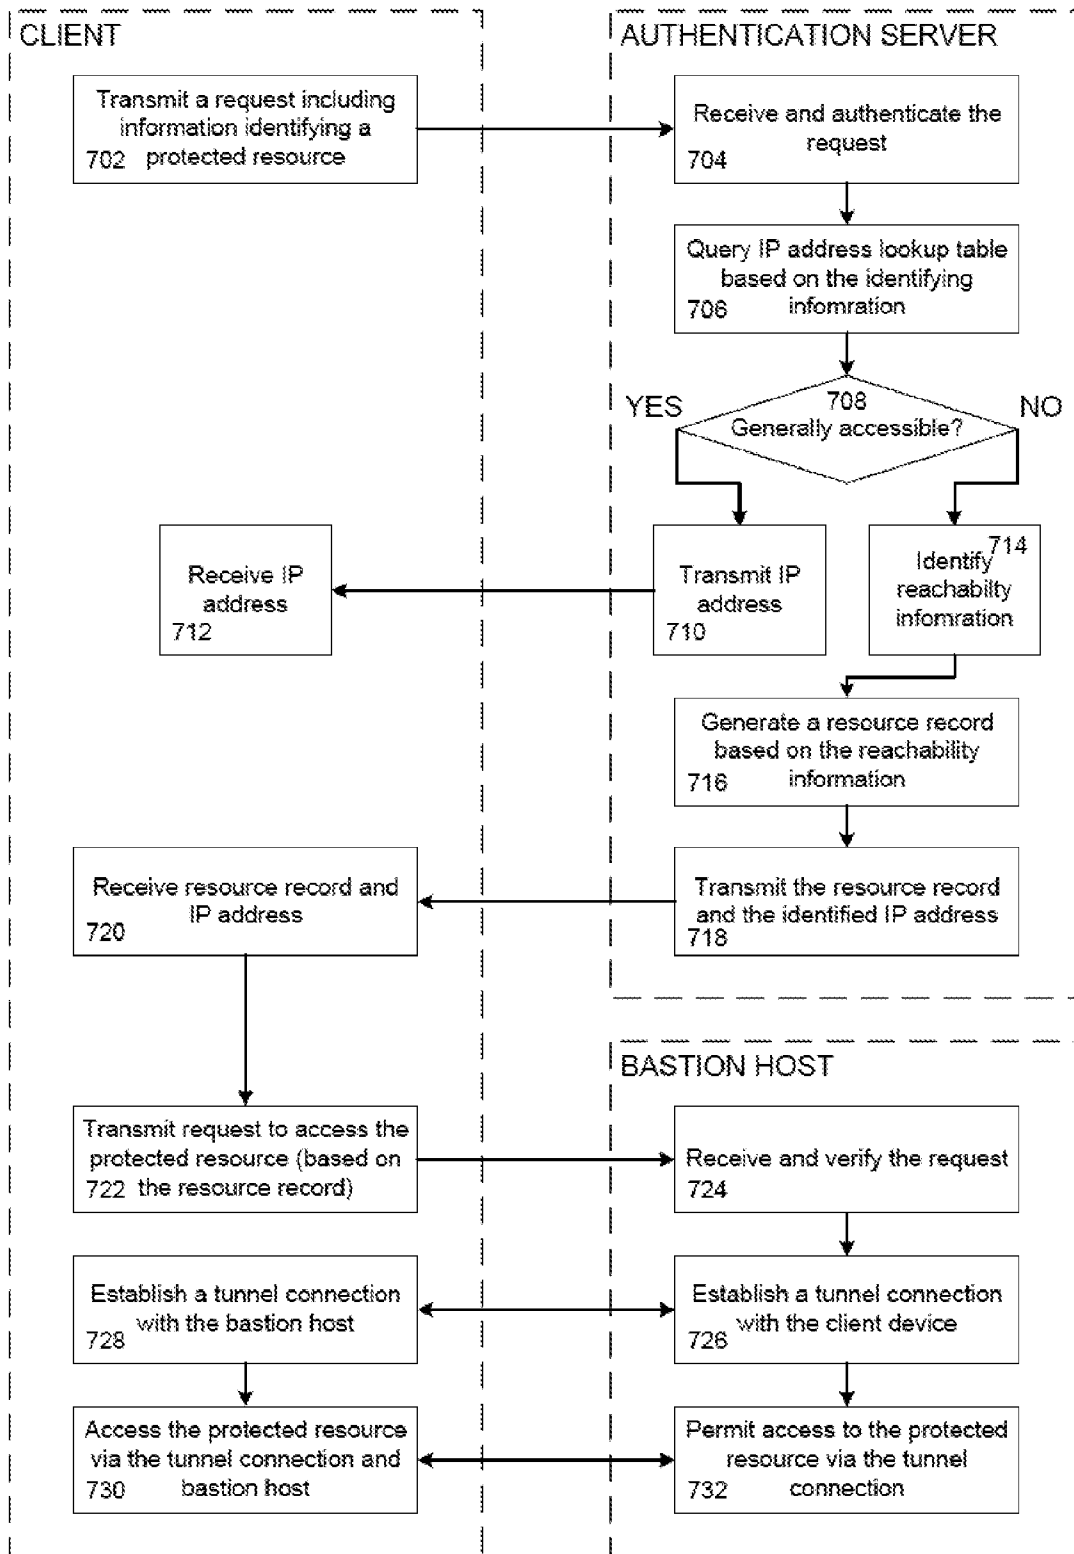 CLIENT
AUTHENTICATION SERVER
Transmit a request including
information identifying a
702 protected resource
Receive and authenticate the
704 request
Query IP address lookup table
based on the identifying
706 infomration
YES
708
NO
Generally accessible?
Receive IP
address
712
Transmit IP
address
710
714
Identify
reachabilty
infomration
Generate a resource record
based on the reachability
716 information
Receive resource record and
IP address
720
Transmit the resource record
and the identified IP address
718
BASTION HOST
Transmit request to access the
protected resource (based on
722 the resource record)
Receive and verify the request
724
Establish a tunnel connection
with the bastion host
728
Establish a tunnel connection
with the client device
726
Access the protected resource
via the tunnel connection and
730 bastion host
Permit access to the protected
resource via the tunnel
732 connection